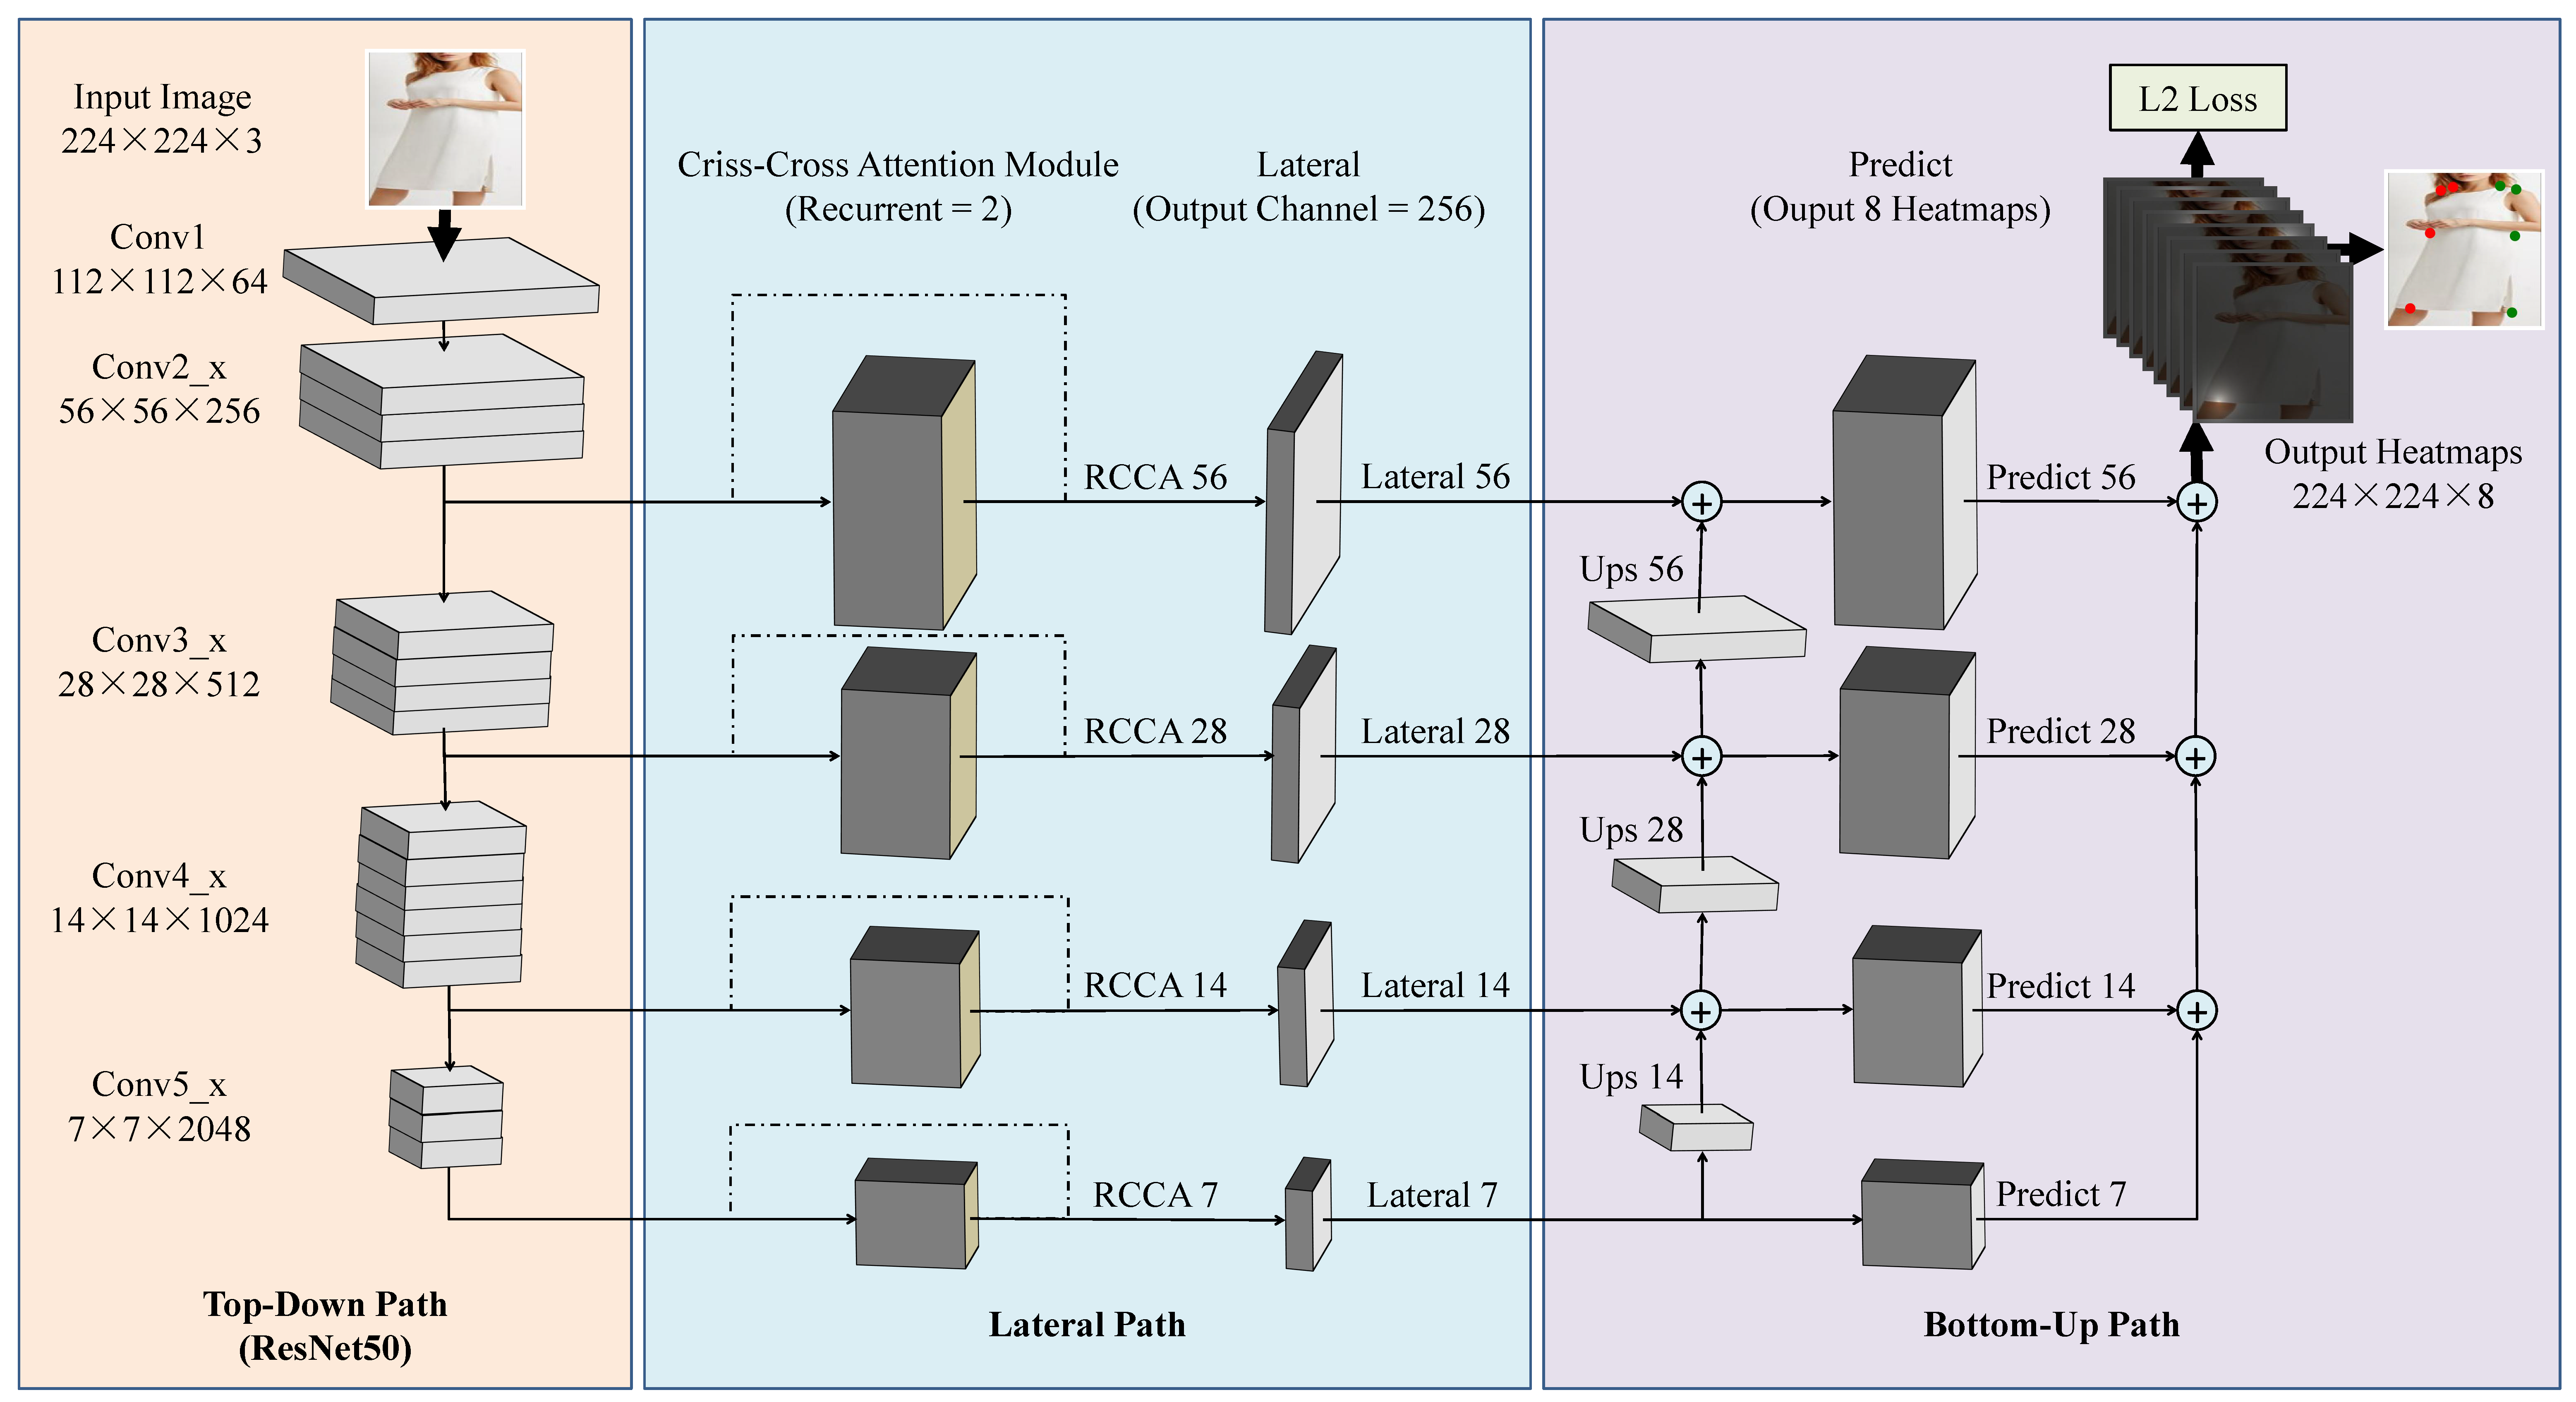 Input Image
224×224×3
Conv1
112×112×64
Conv2_x
56×56×256
Conv3_x
28×28×512
Conv4_x
14×14×1024
Conv5_x
7×7×2048
Top-Down Path
(ResNet50)
Criss-Cross Attention Module
(Recurrent = 2)
Lateral
(Output Channel = 256)
RCCA 56
Lateral 56
RCCA 28
Lateral 28
RCCA 14
Lateral 14
RCCA 7
Lateral 7
Lateral Path
L2 Loss
Predict
(Ouput 8 Heatmaps)
Output Heatmaps
224×224×8
Predict 56
Ups 56
Predict 28
Ups 28
Predict 14
Ups 14
Predict 7
Bottom-Up Path